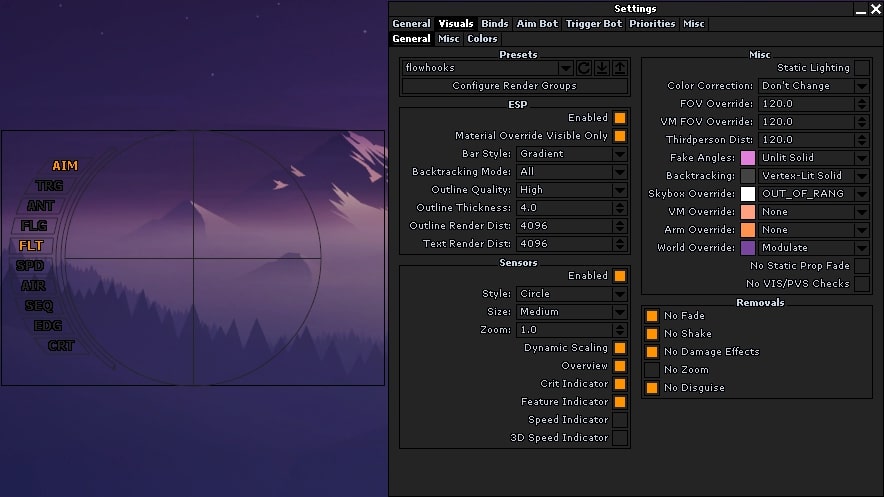 AIM
TRG
ANT
FLG
FLT
SPD
AIR
SEQ
EDG
CRT
Settings
General Visuals Binds Aim Bot Trigger Bot Priorities Misc
General Misc Colors
Presets
flowhooks
Configure Render Groups
ESP
Enabled
Material Override Visible Only
Bar Style: Gradient
Backtracking Mode: All
Outline Quality: High
Outline Thickness: 4.0
Outline Render Dist: 4096
Text Render Dist: 4096
Sensors
Enabled
Style: Circle
Size: Medium
Zoom: 1.0
Dynamic Scaling
Overview
Crit Indicator
Feature Indicator
Speed Indicator
3D Speed Indicator
Misc
Static Lighting
Color Correction: Don't Change
FOV Override: 120.0
VM FOV Override: 120.0
Thirdperson Dist: 120.0
Fake Angles: Unlit Solid
Backtracking: Vertex-Lit Solid
Skybox Override: OUT_OF_RANG
VM Override: None
Arm Override: None
World Override: Modulate
No Static Prop Fade
No VIS/PVS Checks
Removals
No Fade
No Shake
No Damage Effects
No Zoom
No Disguise